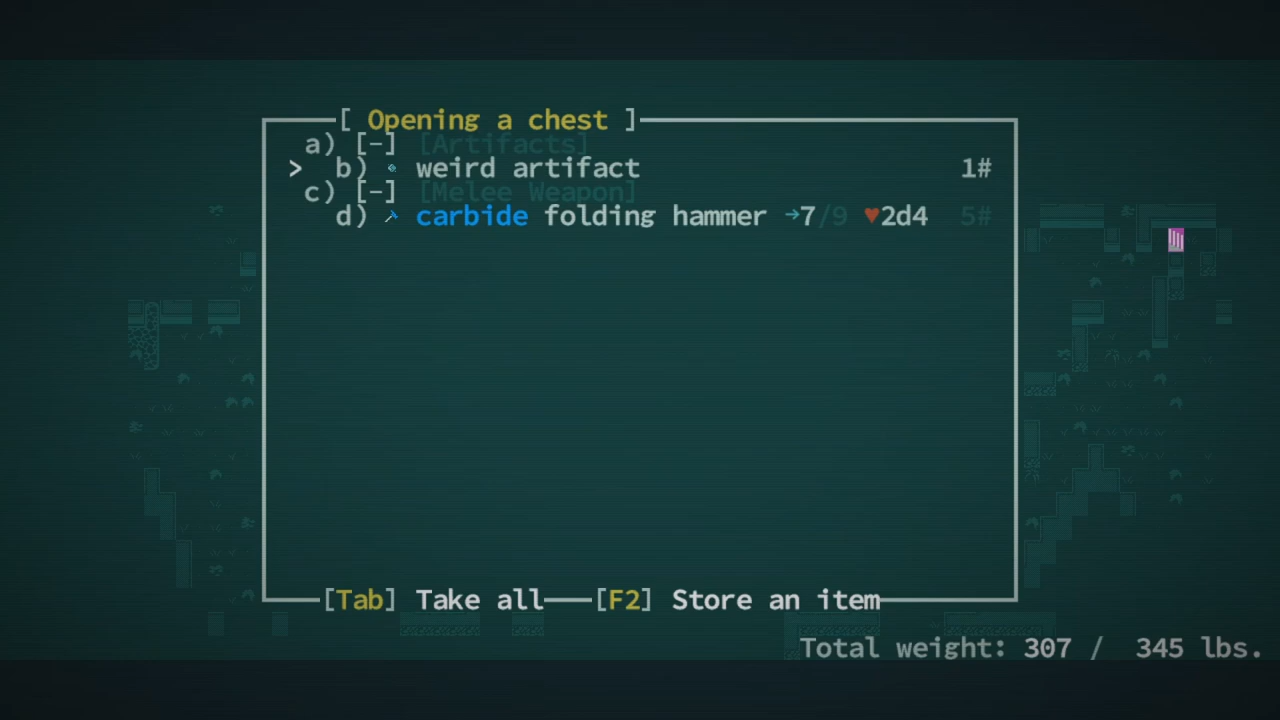 [ Opening a chest ]
a) [-] [Artifacts]
> b) weird artifact 1#
c) [-] [Melee Weapon]
d) carbide folding hammer →7/9 ♥2d4 5#
[Tab] Take all [F2] Store an item
Total weight: 307 / 345 lbs.